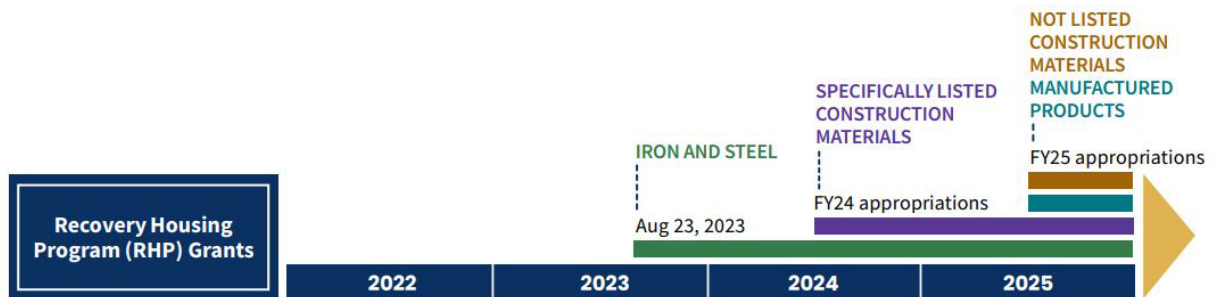 NOT LISTED
CONSTRUCTION
MATERIALS
MANUFACTURED
PRODUCTS
SPECIFICALLY LISTED
CONSTRUCTION
MATERIALS
IRON AND STEEL
FY25 appropriations
FY24 appropriations
Aug 23, 2023
Recovery Housing
Program (RHP) Grants
2022
2023
2024
2025